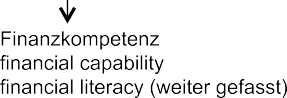 Finanzkompetenz
financial capability
financial literacy (weiter gefasst)